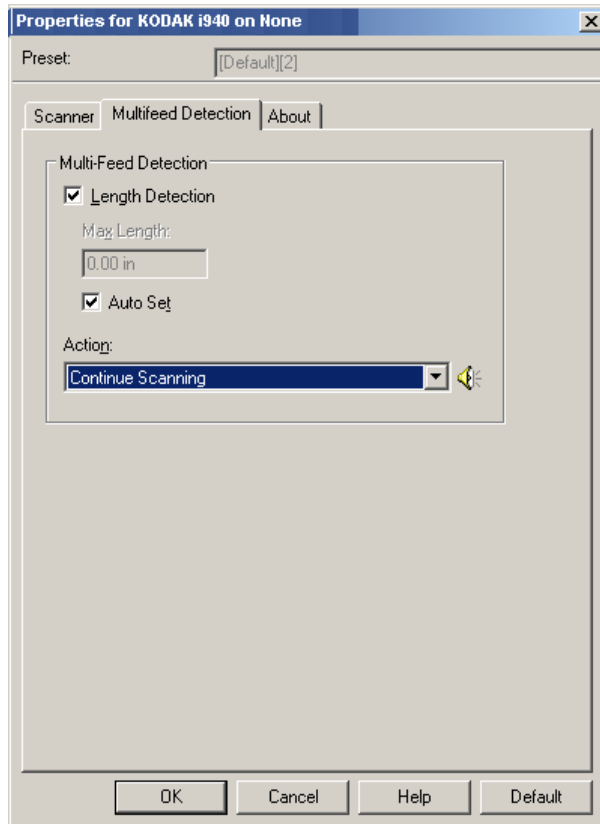 Properties for KODAK i940 on None
Preset: [Default][2]
Scanner Multifeed Detection About
Multi-Feed Detection
Length Detection
Max Length:
0.00 in
Auto Set
Action:
Continue Scanning
OK Cancel Help Default